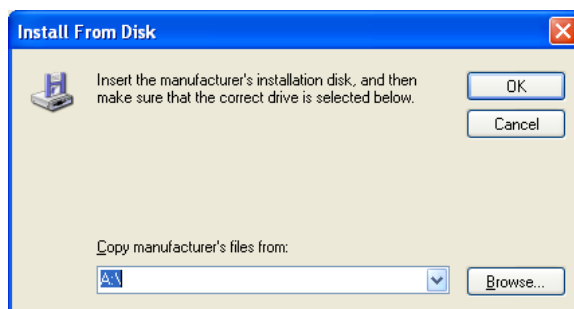 Install From Disk
Insert the manufacturer's installation disk, and then
make sure that the correct drive is selected below.
OK
Cancel
Copy manufacturer's files from:
A:\
Browse...